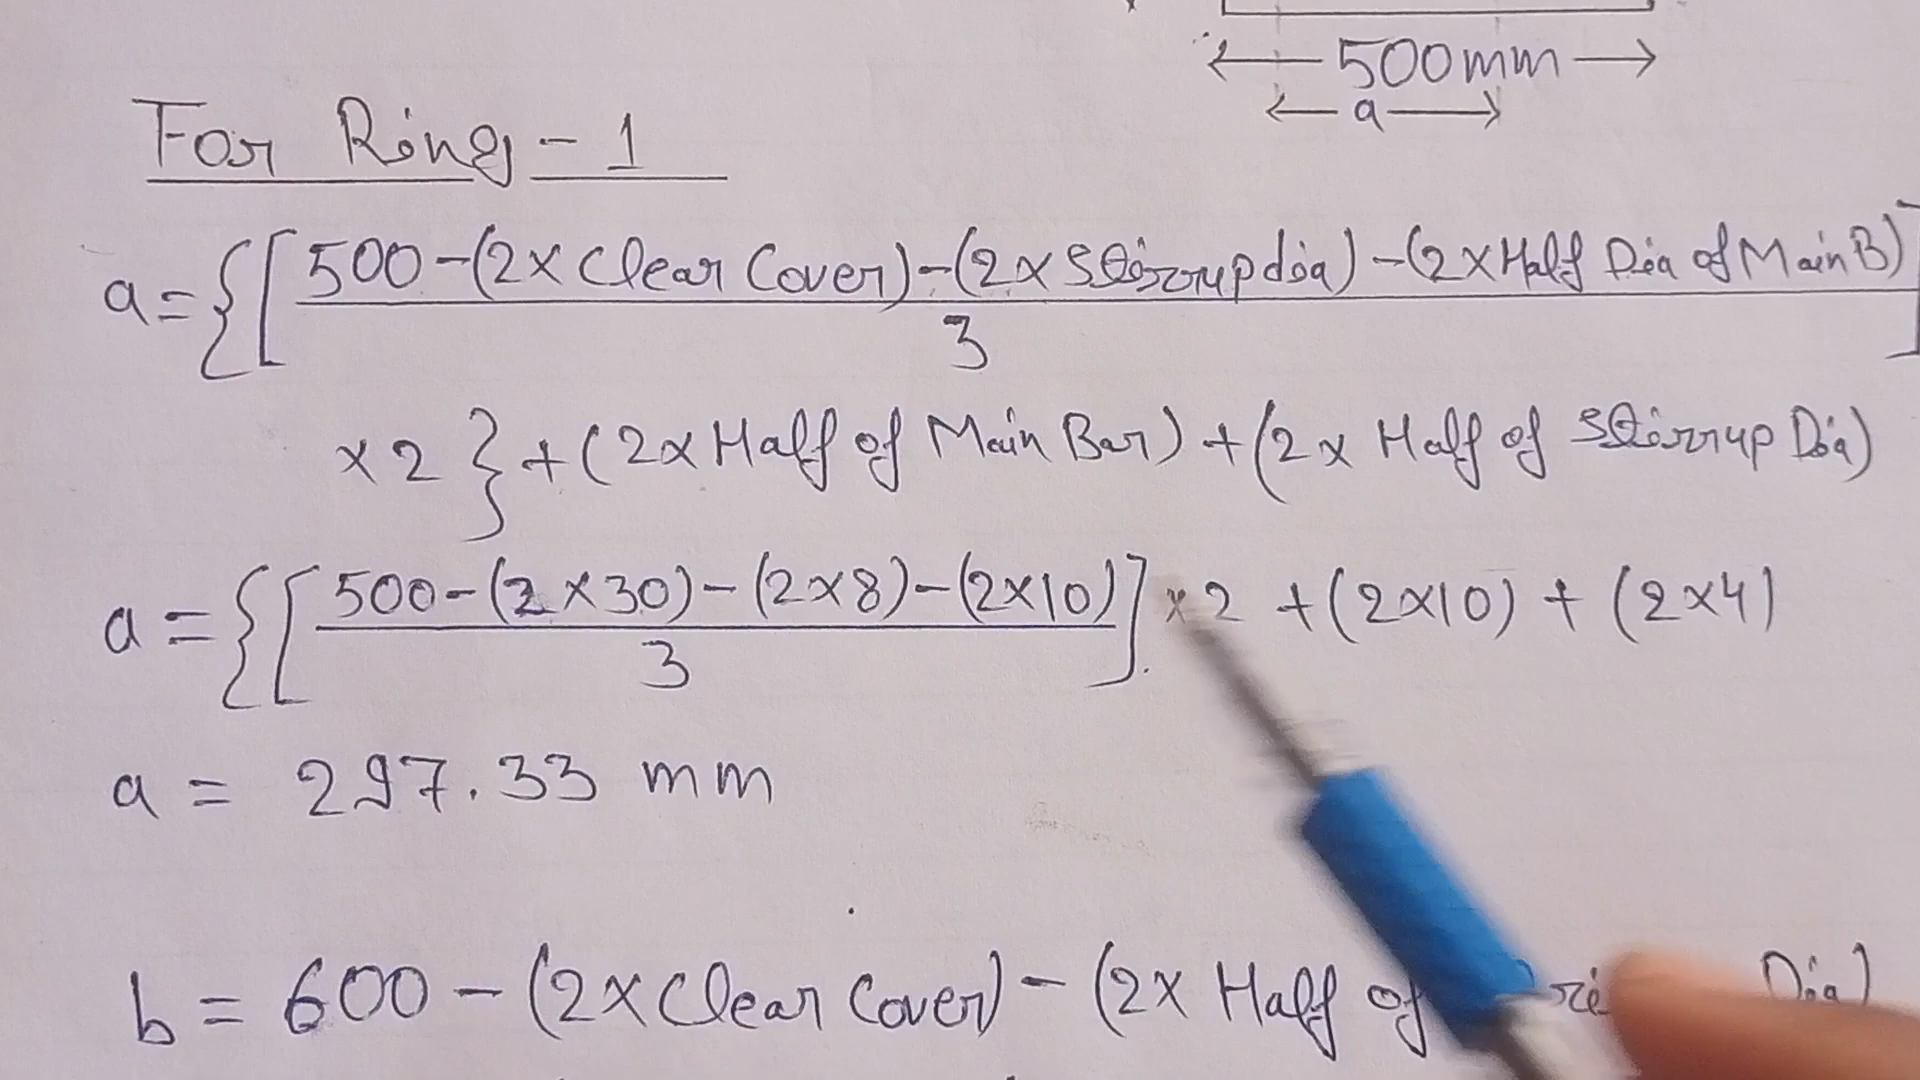 500mm
a
For Ring - 1
a = { [ 500 - (2 x Clear Cover) - (2 x Stirrup dia) - (2 x Half Dia of Main B)
3 ]
x 2 } + (2 x Half of Main Bar) + (2 x Half of Stirrup Dia)
a = { [ 500 - (2 x 30) - (2 x 8) - (2 x 10) ] x 2 + (2 x 10) + (2 x 4)
3
a = 297.33 mm
b = 600 - (2 x Clear Cover) - (2 x Half of Dia)